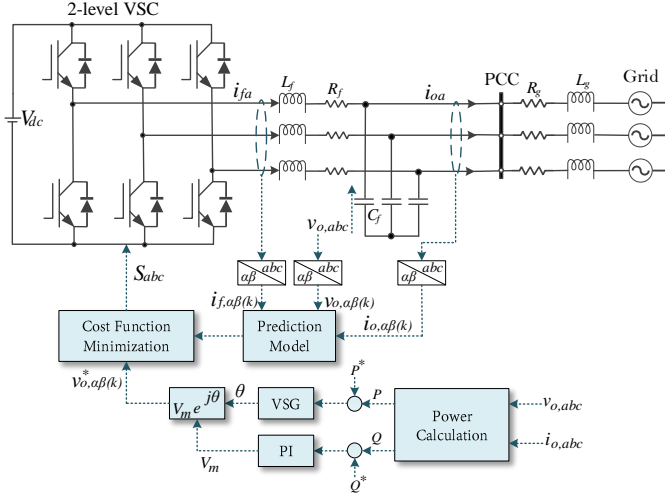 2-level VSC
V_dc
i_fa
L_f
R_f
i_oa
PCC
R_g
L_g
Grid
C_f
v_o,abc
S_abc
abc
αβ
abc
αβ
abc
αβ
i_f,αβ(k)
v_o,αβ(k)
i_o,αβ(k)
Cost Function
Minimization
Prediction
Model
v*_o,αβ(k)
V_m e^jθ
θ
VSG
P*
P
Power
Calculation
v_o,abc
i_o,abc
V_m
PI
Q
Q*